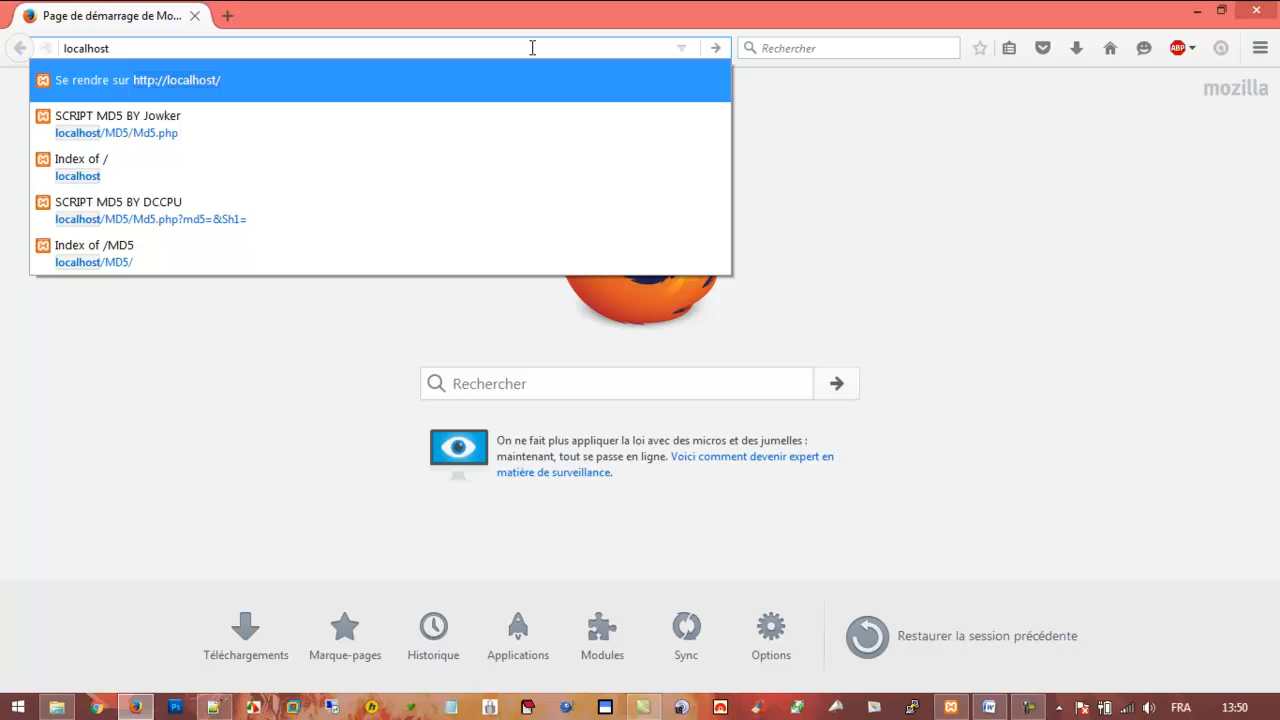 Page de démarrage de Mo...
localhost
Rechercher
ABP
Se rendre sur http://localhost/
mozilla
SCRIPT MD5 BY Jowker
localhost/MD5/Md5.php
Index of /
localhost
SCRIPT MD5 BY DCCPU
localhost/MD5/Md5.php?md5=&Sh1=
Index of /MD5
localhost/MD5/
Rechercher
On ne fait plus appliquer la loi avec des micros et des jumelles :
maintenant, tout se passe en ligne. Voici comment devenir expert en
matière de surveillance.
Téléchargements
Marque-pages
Historique
Applications
Modules
Sync
Options
Restaurer la session précédente
FRA
13:50